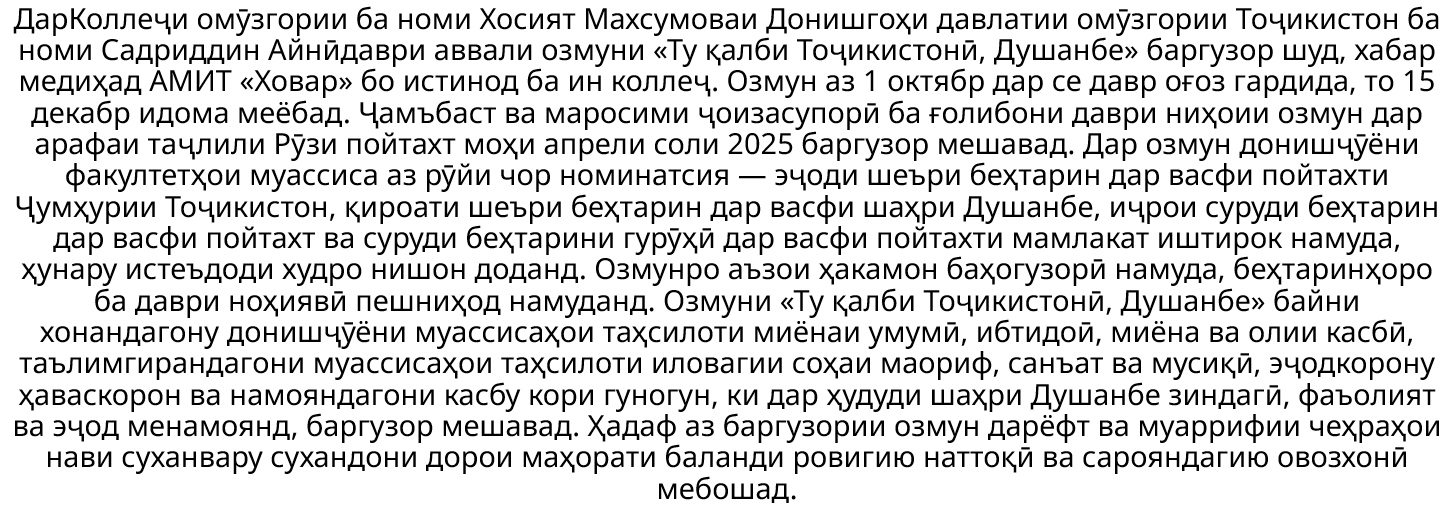 ДарКоллеҷи омӯзгории ба номи Хосият Махсумоваи Донишгоҳи давлатии омӯзгории Тоҷикистон ба
номи Садриддин Айнӣдаври аввали озмуни «Ту қалби Тоҷикистонӣ, Душанбе» баргузор шуд, хабар
медиҳад АМИТ «Ховар» бо истинод ба ин коллеҷ. Озмун аз 1 октябр дар се давр оғоз гардида, то 15
декабр идома меёбад. Ҷамъбаст ва маросими ҷоизасупорӣ ба ғолибони даври ниҳоии озмун дар
арафаи таҷлили Рӯзи пойтахт моҳи апрели соли 2025 баргузор мешавад. Дар озмун донишҷӯёни
факултетҳои муассиса аз рӯйи чор номинатсия — эҷоди шеъри беҳтарин дар васфи пойтахти
Ҷумҳурии Тоҷикистон, қироати шеъри беҳтарин дар васфи шаҳри Душанбе, иҷрои суруди беҳтарин
дар васфи пойтахт ва суруди беҳтарини гурӯҳӣ дар васфи пойтахти мамлакат иштирок намуда,
ҳунару истеъдоди худро нишон доданд. Озмунро аъзои ҳакамон баҳогузорӣ намуда, беҳтаринҳоро
ба даври ноҳиявӣ пешниҳод намуданд. Озмуни «Ту қалби Тоҷикистонӣ, Душанбе» байни
хонандагону донишҷӯёни муассисаҳои таҳсилоти миёнаи умумӣ, ибтидоӣ, миёна ва олии касбӣ,
таълимгирандагони муассисаҳои таҳсилоти иловагии соҳаи маориф, санъат ва мусиқӣ, эҷодкорону
ҳаваскорон ва намояндагони касбу кори гуногун, ки дар ҳудуди шаҳри Душанбе зиндагӣ, фаъолият
ва эҷод менамоянд, баргузор мешавад. Ҳадаф аз баргузории озмун дарёфт ва муаррифии чеҳраҳои
нави суханвару сухандони дорои маҳорати баланди ровигию наттоқӣ ва сарояндагию овозхонӣ
мебошад.